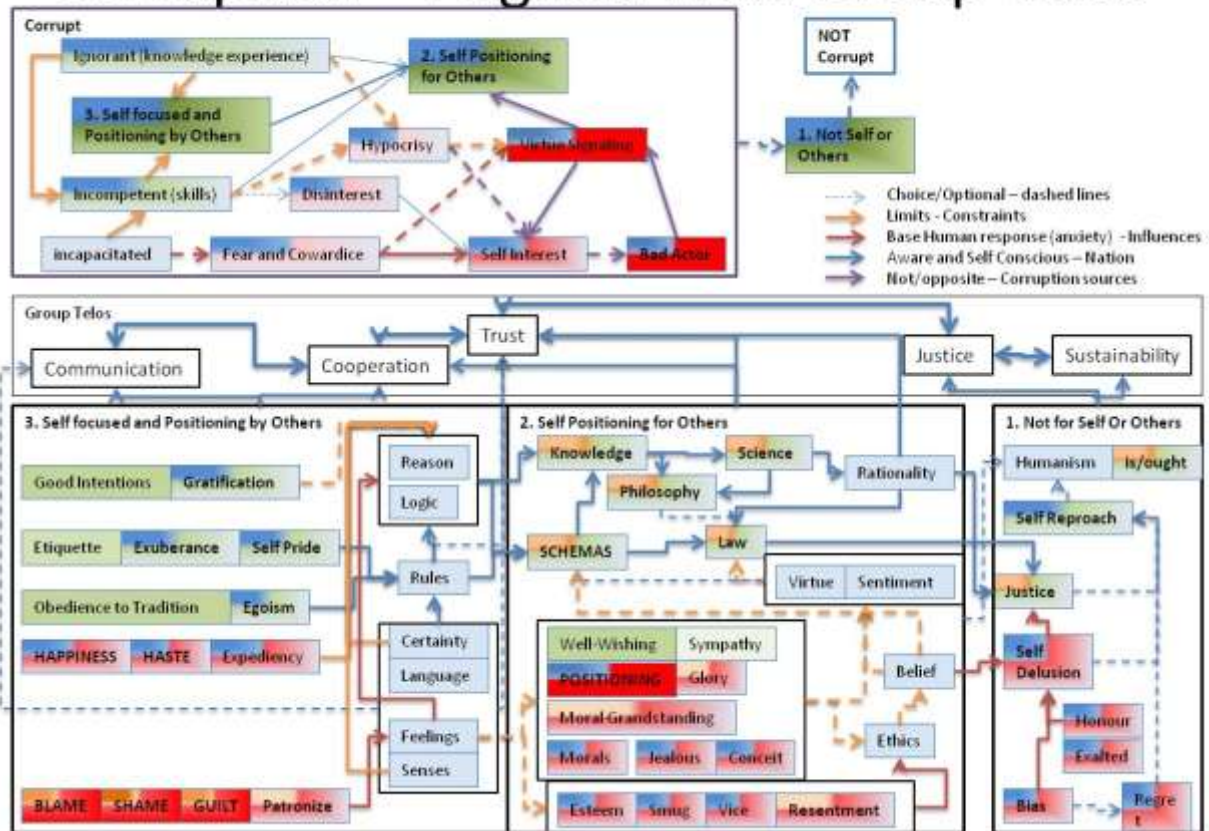 Corrupt
Ignorant (knowledge experience)
2. Self Positioning
for Others
NOT
Corrupt
3. Self focused and
Positioning by Others
1. Not Self or
Others
Hypocrisy
Virtue Signaling
Incompetent (skills)
Disinterest
incapacitated
Fear and Cowardice
Self Interest
Bad Actor
Choice/Optional – dashed lines
Limits - Constraints
Base Human response (anxiety) - Influences
Aware and Self Conscious – Nation
Not/opposite – Corruption sources
Group Telos
Trust
Communication
Cooperation
Justice
Sustainability
3. Self focused and Positioning by Others
Good Intentions
Gratification
Reason
Logic
Etiquette
Exuberance
Self Pride
Rules
Obedience to Tradition
Egoism
HAPPINESS
HASTE
Expediency
Certainty
Language
Feelings
Senses
BLAME
SHAME
GUILT
Patronize
2. Self Positioning for Others
Knowledge
Science
Rationality
Philosophy
SCHEMAS
Law
Virtue
Sentiment
Well-Wishing
Sympathy
POSITIONING
Glory
Moral Grandstanding
Morals
Jealous
Conceit
Belief
Ethics
Esteem
Smug
Vice
Resentment
1. Not for Self Or Others
Humanism
Is/ought
Self Reproach
Justice
Self
Delusion
Honour
Exalted
Bias
Regre
t